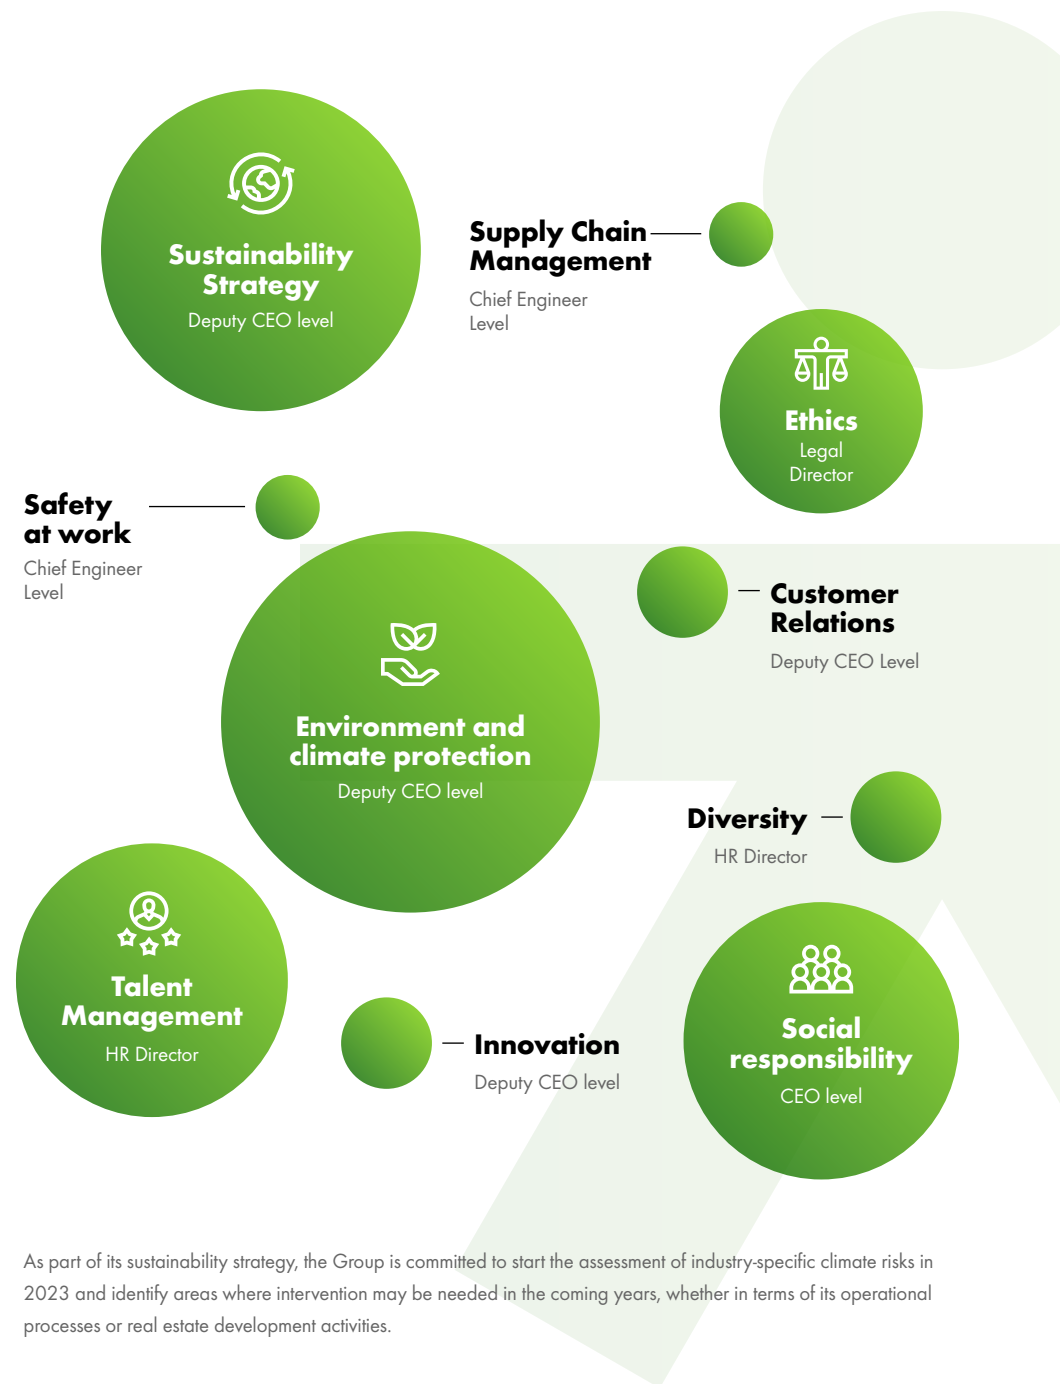 Sustainability
Strategy
Deputy CEO level
Supply Chain
Management
Chief Engineer
Level
Ethics
Legal
Director
Safety
at work
Chief Engineer
Level
Customer
Relations
Deputy CEO Level
Environment and
climate protection
Deputy CEO level
Diversity
HR Director
Talent
Management
HR Director
Innovation
Deputy CEO level
Social
responsibility
CEO level
As part of its sustainability strategy, the Group is committed to start the assessment of industry-specific climate risks in
2023 and identify areas where intervention may be needed in the coming years, whether in terms of its operational
processes or real estate development activities.